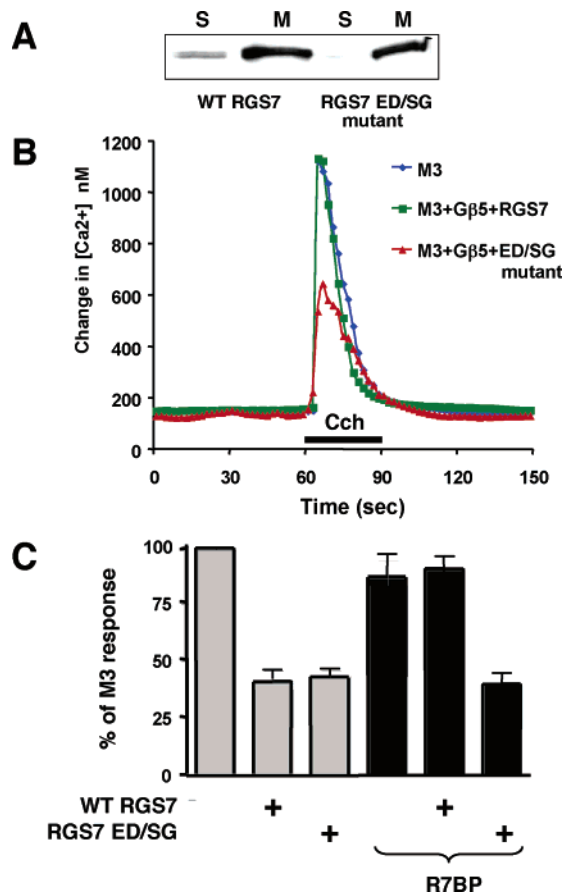 A
S M S M
WT RGS7
RGS7 ED/SG
mutant
B
Change in [Ca2+] nM
1200
1000
800
600
400
200
0
M3
M3+Gβ5+RGS7
M3+Gβ5+ED/SG
mutant
Cch
0 30 60 90 120 150
Time (sec)
C
% of M3 response
100
75
50
25
0
WT RGS7 + +
RGS7 ED/SG + +
R7BP